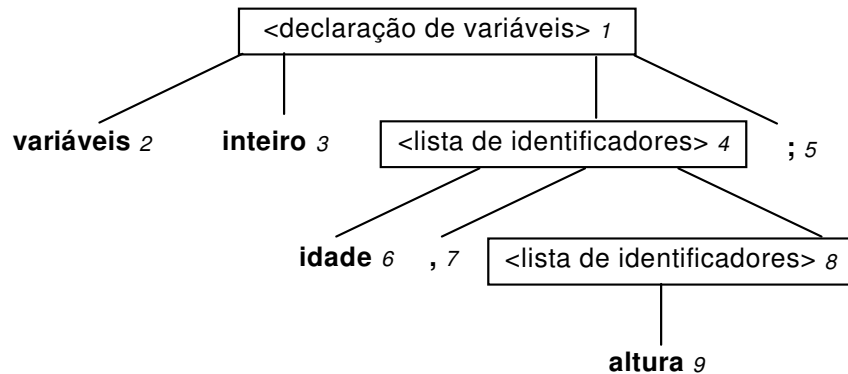 <declaração de variáveis> 1
variáveis 2 inteiro 3 <lista de identificadores> 4 ; 5
idade 6 , 7 <lista de identificadores> 8
altura 9